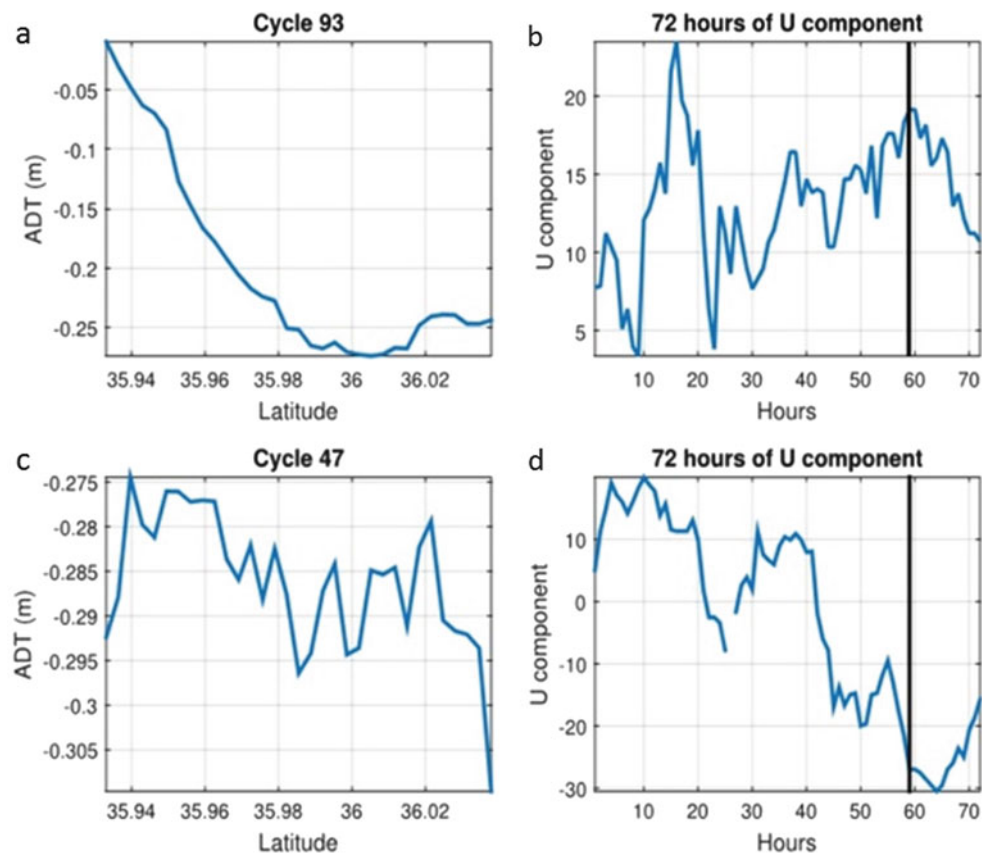 a
Cycle 93
ADT (m)
-0.05
-0.1
-0.15
-0.2
-0.25
35.94 35.96 35.98 36 36.02
Latitude
b
72 hours of U component
U component
20
15
10
5
10 20 30 40 50 60 70
Hours
c
Cycle 47
ADT (m)
-0.275
-0.28
-0.285
-0.29
-0.295
-0.3
-0.305
35.94 35.96 35.98 36 36.02
Latitude
d
72 hours of U component
U component
10
0
-10
-20
-30
10 20 30 40 50 60 70
Hours